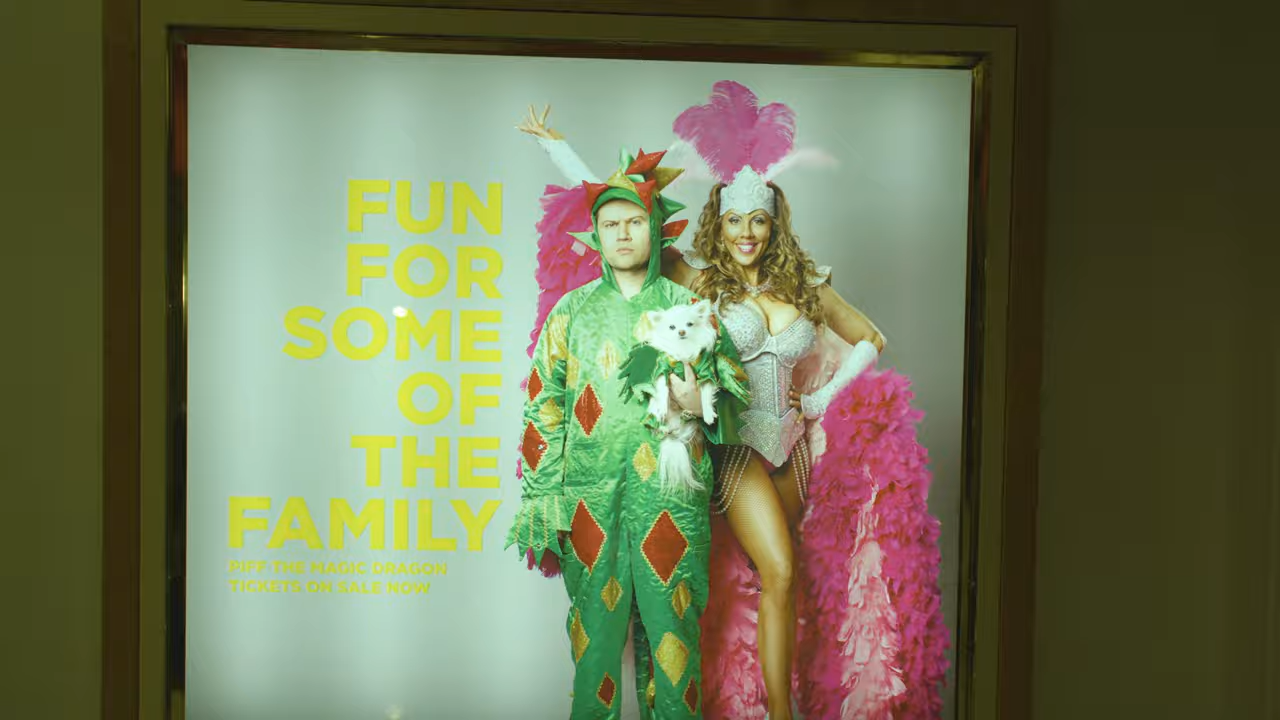 FUN
FOR
SOME
OF
THE
FAMILY
PIFF THE MAGIC DRAGON
TICKETS ON SALE NOW